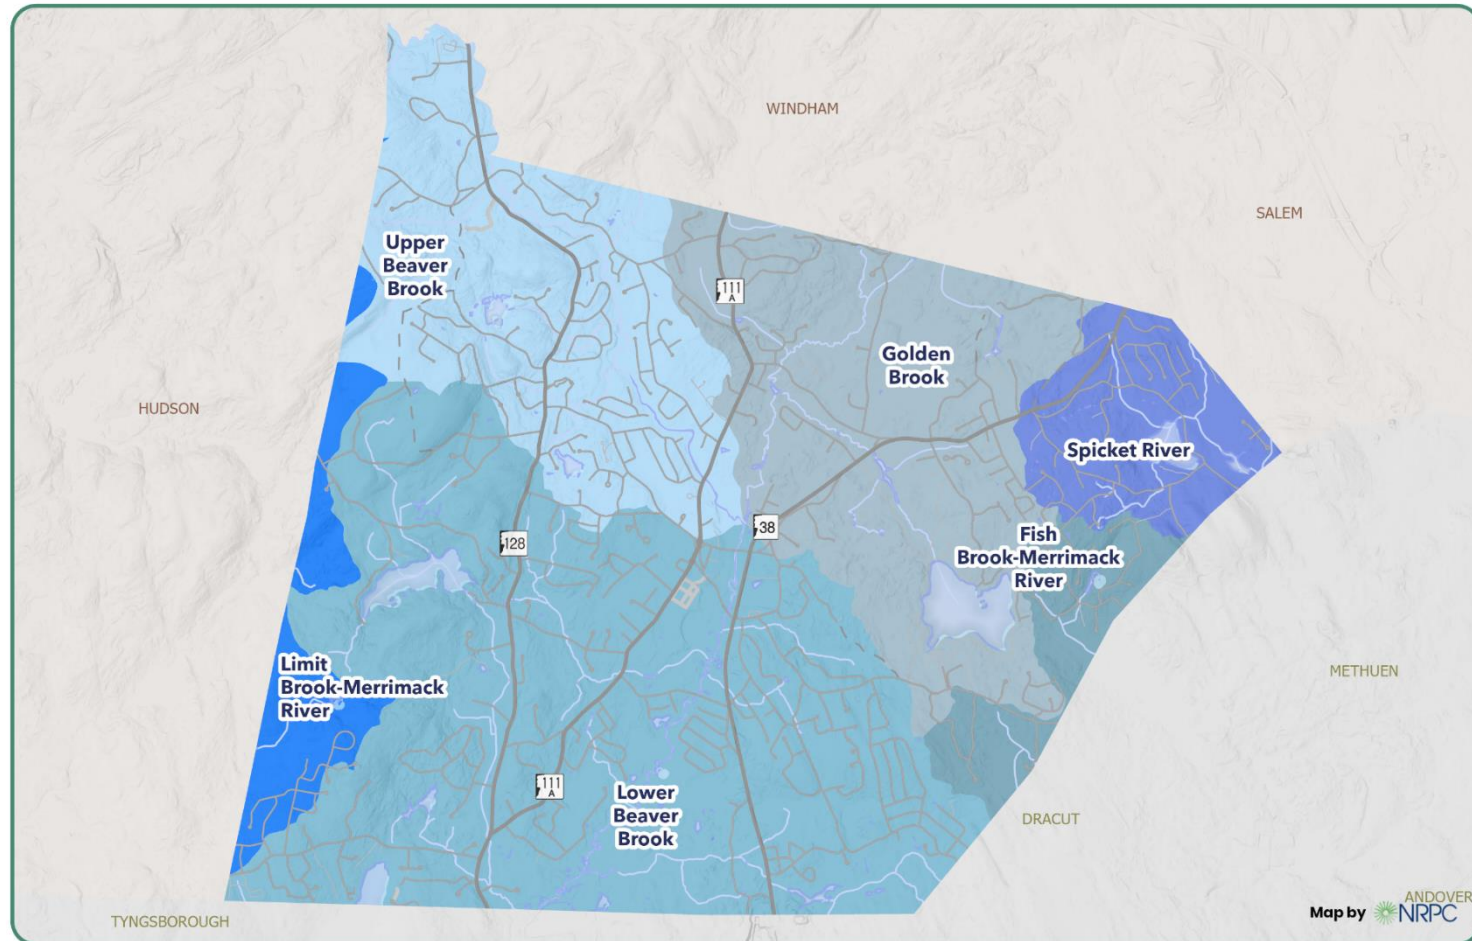 WINDHAM
SALEM
Upper
Beaver
Brook
111
A
Golden
Brook
HUDSON
Spicket River
38
128
Fish
Brook-Merrimack
River
Limit
Brook-Merrimack
River
METHUEN
111
A
Lower
Beaver
Brook
DRACUT
ANDOVER
TYNGSBOROUGH
Map by NRPC